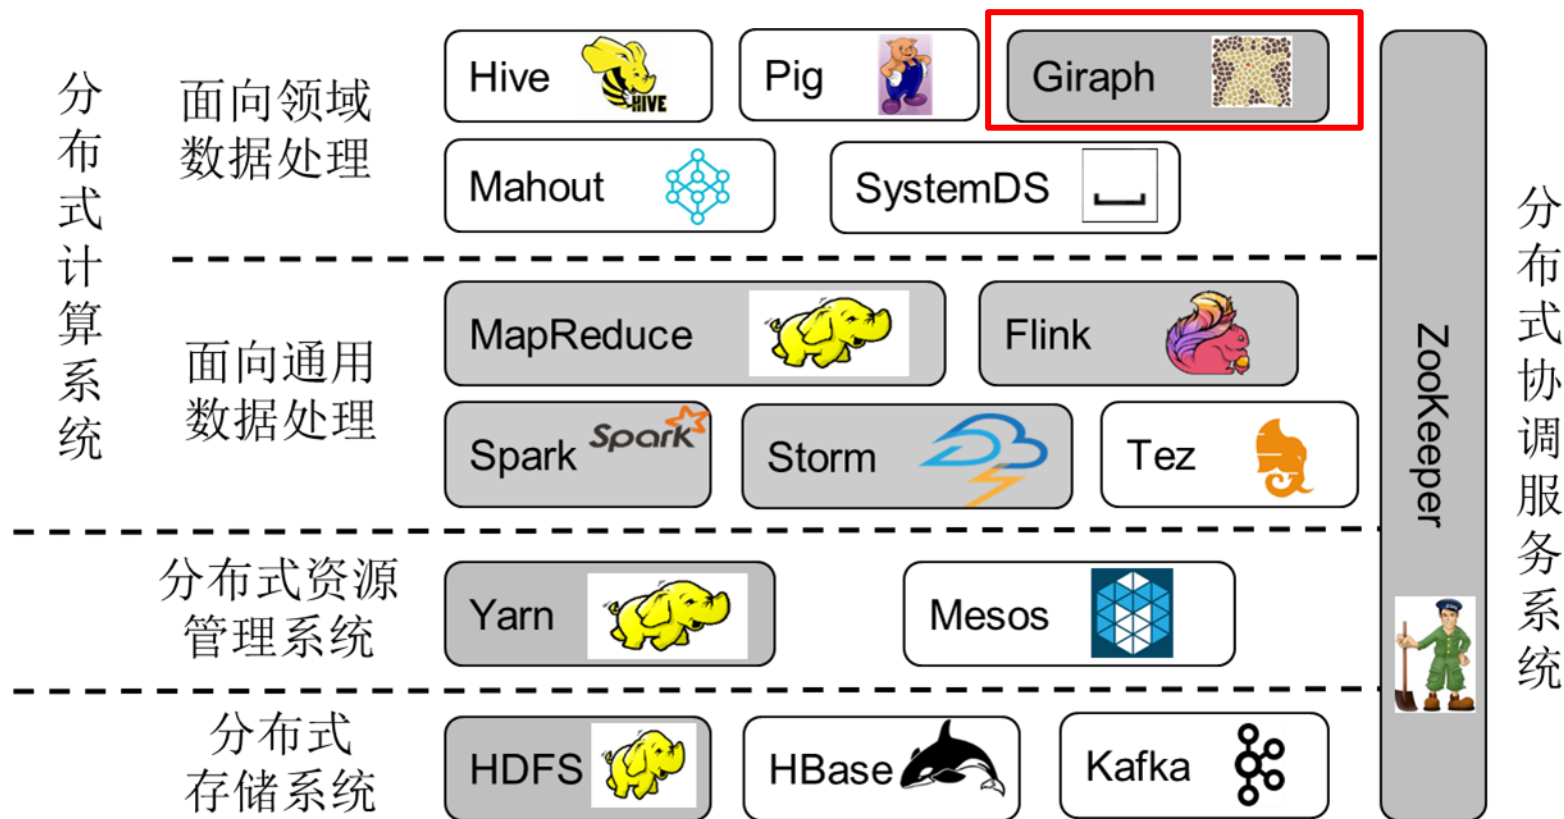 分布式计算系统
面向领域
数据处理
Hive
HIVE
Pig
Giraph
Mahout
SystemDS
面向通用
数据处理
MapReduce
Flink
Spark
Spark
Storm
Tez
分布式资源
管理系统
Yarn
Mesos
分布式
存储系统
HDFS
HBase
Kafka
ZooKeeper
分布式协调服务系统